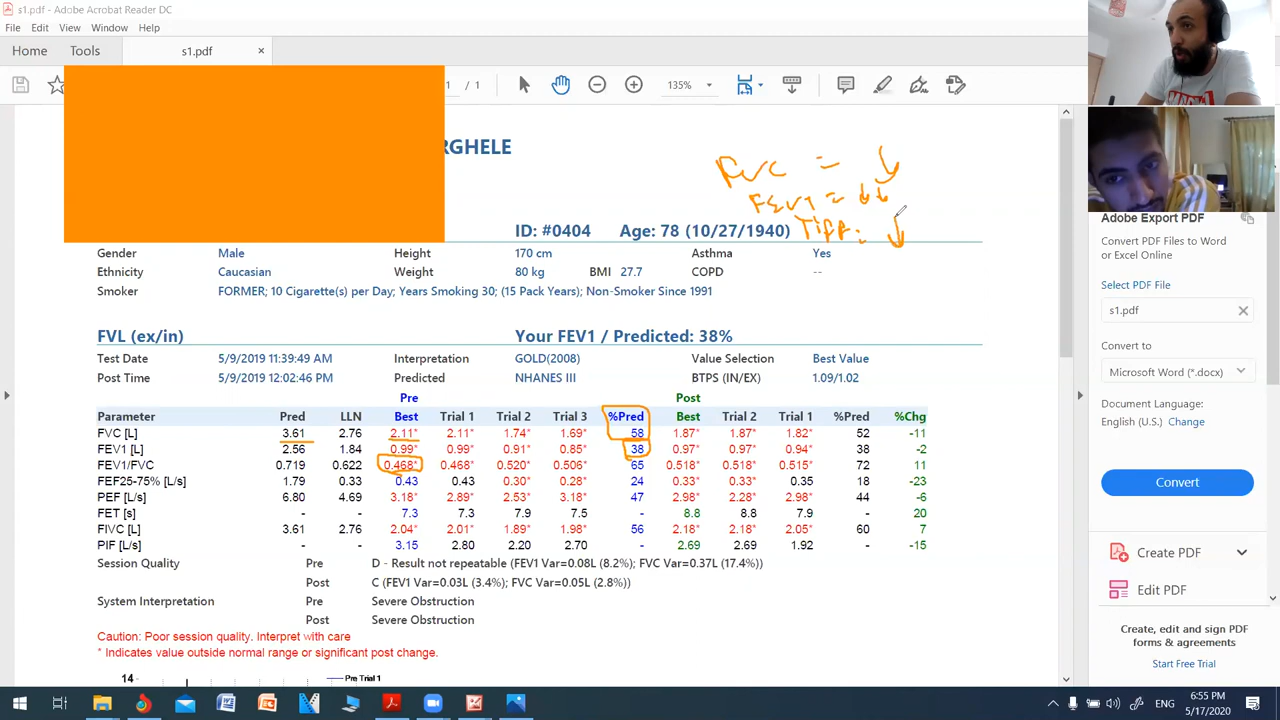 s1.pdf - Adobe Acrobat Reader DC
File Edit View Window Help
Home Tools s1.pdf ×
1 / 1 135%
RGHELE
FVC = ↓
FEV1 = ↓↓
Tiff: ↓
ID: #0404 Age: 78 (10/27/1940)
Gender Male Height 170 cm Asthma Yes
Ethnicity Caucasian Weight 80 kg BMI 27.7 COPD --
Smoker FORMER; 10 Cigarette(s) per Day; Years Smoking 30; (15 Pack Years); Non-Smoker Since 1991
FVL (ex/in) Your FEV1 / Predicted: 38%
Test Date 5/9/2019 11:39:49 AM Interpretation GOLD(2008) Value Selection Best Value
Post Time 5/9/2019 12:02:46 PM Predicted NHANES III BTPS (IN/EX) 1.09/1.02
Pre Post
Parameter Pred LLN Best Trial 1 Trial 2 Trial 3 %Pred Best Trial 2 Trial 1 %Pred %Chg
FVC [L] 3.61 2.76 2.11* 2.11* 1.74* 1.69* 58 1.87* 1.87* 1.82* 52 -11
FEV1 [L] 2.56 1.84 0.99* 0.99* 0.91* 0.85* 38 0.97* 0.97* 0.94* 38 -2
FEV1/FVC 0.719 0.622 0.468* 0.468* 0.520* 0.506* 65 0.518* 0.518* 0.515* 72 11
FEF25-75% [L/s] 1.79 0.33 0.43 0.43 0.30* 0.28* 24 0.33* 0.33* 0.35 18 -23
PEF [L/s] 6.80 4.69 3.18* 2.89* 2.53* 3.18* 47 2.98* 2.28* 2.98* 44 -6
FET [s] - - 7.3 7.3 7.9 7.5 - 8.8 8.8 7.9 - 20
FIVC [L] 3.61 2.76 2.04* 2.01* 1.89* 1.98* 56 2.18* 2.18* 2.05* 60 7
PIF [L/s] - - 3.15 2.80 2.20 2.70 - 2.69 2.69 1.92 - -15
Session Quality Pre D - Result not repeatable (FEV1 Var=0.08L (8.2%); FVC Var=0.37L (17.4%))
Post C (FEV1 Var=0.03L (3.4%); FVC Var=0.05L (2.8%))
System Interpretation Pre Severe Obstruction
Post Severe Obstruction
Caution: Poor session quality. Interpret with care
* Indicates value outside normal range or significant post change.
14 Pre, Trial 1
Adobe Export PDF
Convert PDF Files to Word
or Excel Online
Select PDF File
s1.pdf
Convert to
Microsoft Word (*.docx)
Document Language:
English (U.S.) Change
Convert
Create PDF
Edit PDF
Create, edit and sign PDF
forms & agreements
Start Free Trial
ENG
6:55 PM
5/17/2020